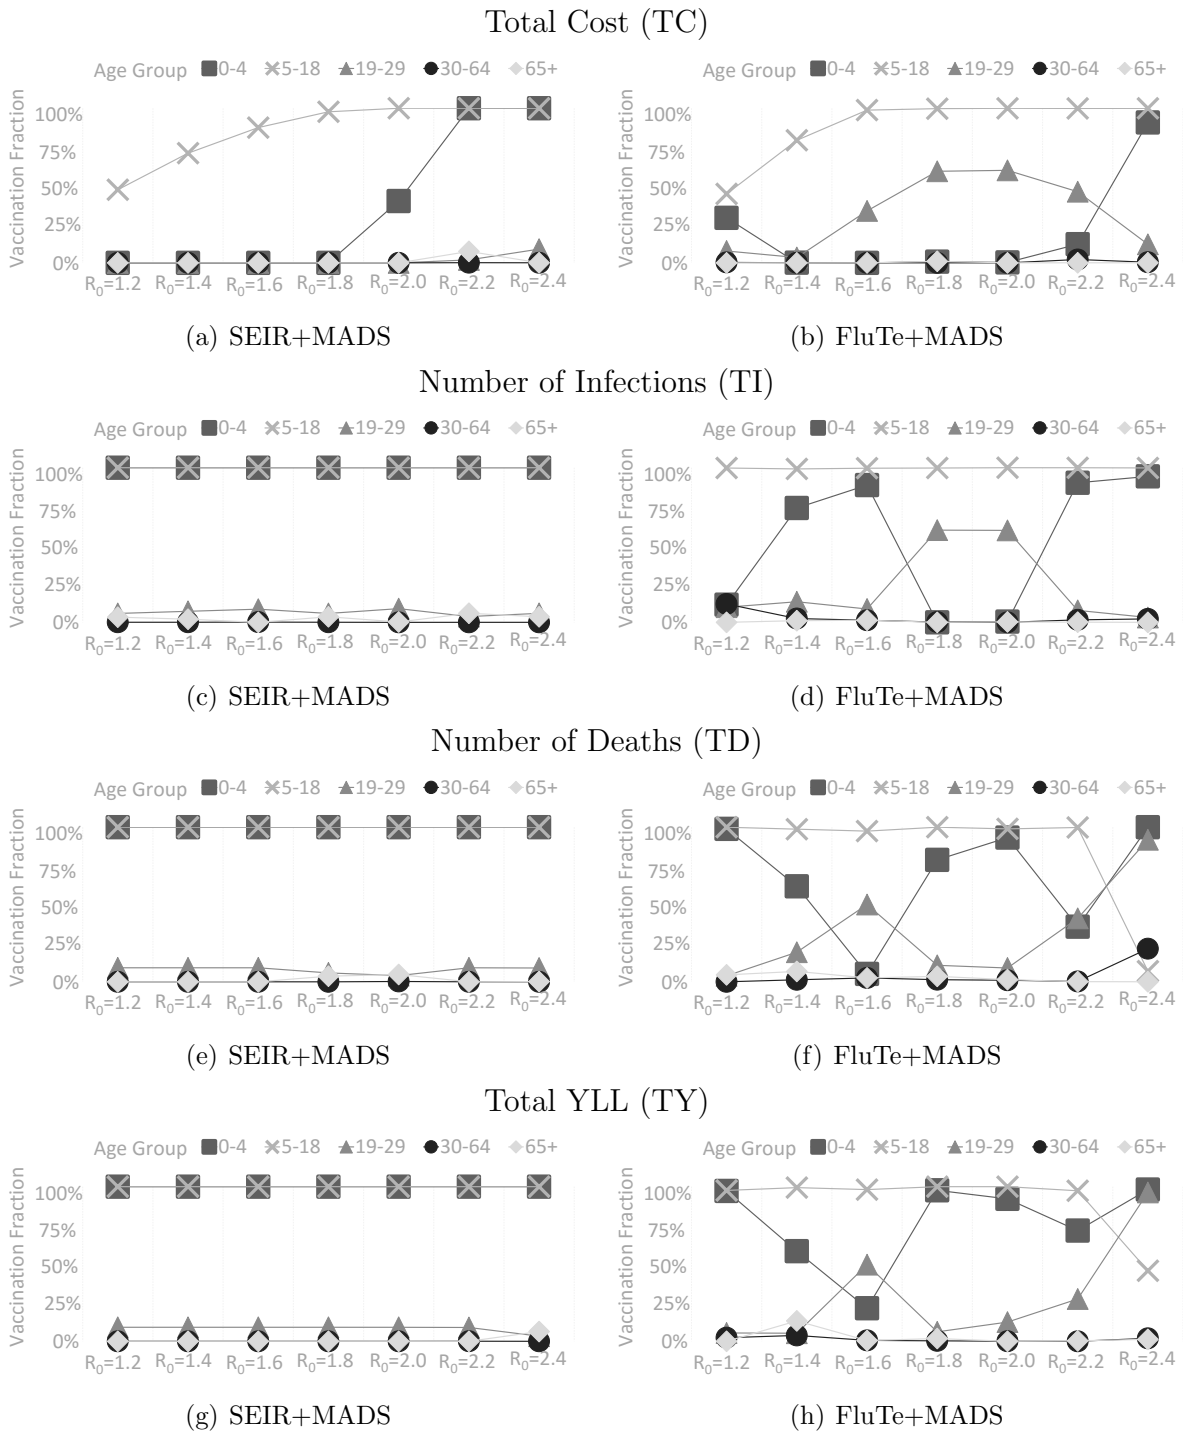 Total Cost (TC)
Age Group 0-4 5-18 19-29 30-64 65+
Vaccination Fraction
100%
75%
50%
25%
0%
R0=1.2 R0=1.4 R0=1.6 R0=1.8 R0=2.0 R0=2.2 R0=2.4
(a) SEIR+MADS
Age Group 0-4 5-18 19-29 30-64 65+
Vaccination Fraction
100%
75%
50%
25%
0%
R0=1.2 R0=1.4 R0=1.6 R0=1.8 R0=2.0 R0=2.2 R0=2.4
(b) FluTe+MADS
Number of Infections (TI)
Age Group 0-4 5-18 19-29 30-64 65+
Vaccination Fraction
100%
75%
50%
25%
0%
R0=1.2 R0=1.4 R0=1.6 R0=1.8 R0=2.0 R0=2.2 R0=2.4
(c) SEIR+MADS
Age Group 0-4 5-18 19-29 30-64 65+
Vaccination Fraction
100%
75%
50%
25%
0%
R0=1.2 R0=1.4 R0=1.6 R0=1.8 R0=2.0 R0=2.2 R0=2.4
(d) FluTe+MADS
Number of Deaths (TD)
Age Group 0-4 5-18 19-29 30-64 65+
Vaccination Fraction
100%
75%
50%
25%
0%
R0=1.2 R0=1.4 R0=1.6 R0=1.8 R0=2.0 R0=2.2 R0=2.4
(e) SEIR+MADS
Age Group 0-4 5-18 19-29 30-64 65+
Vaccination Fraction
100%
75%
50%
25%
0%
R0=1.2 R0=1.4 R0=1.6 R0=1.8 R0=2.0 R0=2.2 R0=2.4
(f) FluTe+MADS
Total YLL (TY)
Age Group 0-4 5-18 19-29 30-64 65+
Vaccination Fraction
100%
75%
50%
25%
0%
R0=1.2 R0=1.4 R0=1.6 R0=1.8 R0=2.0 R0=2.2 R0=2.4
(g) SEIR+MADS
Age Group 0-4 5-18 19-29 30-64 65+
Vaccination Fraction
100%
75%
50%
25%
0%
R0=1.2 R0=1.4 R0=1.6 R0=1.8 R0=2.0 R0=2.2 R0=2.4
(h) FluTe+MADS